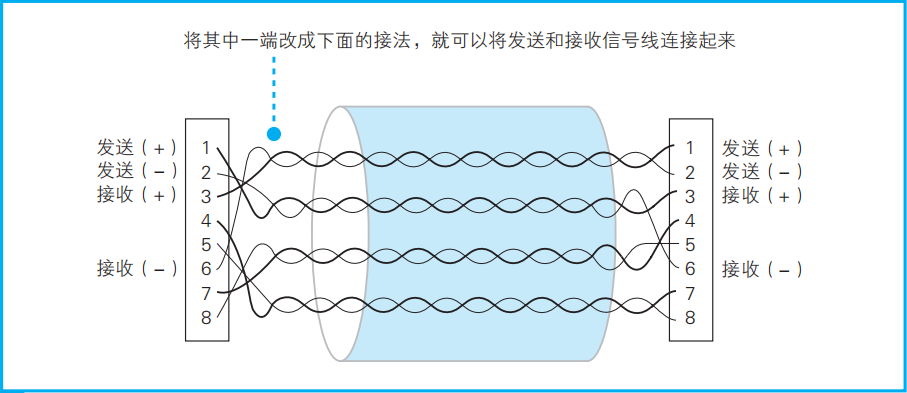 将其中一端改成下面的接法，就可以将发送和接收信号线连接起来
发送（+） 1 1 发送（+）
发送（-） 2 2 发送（-）
接收（+） 3 3 接收（+）
4 4
5 5
接收（-） 6 6 接收（-）
7 7
8 8